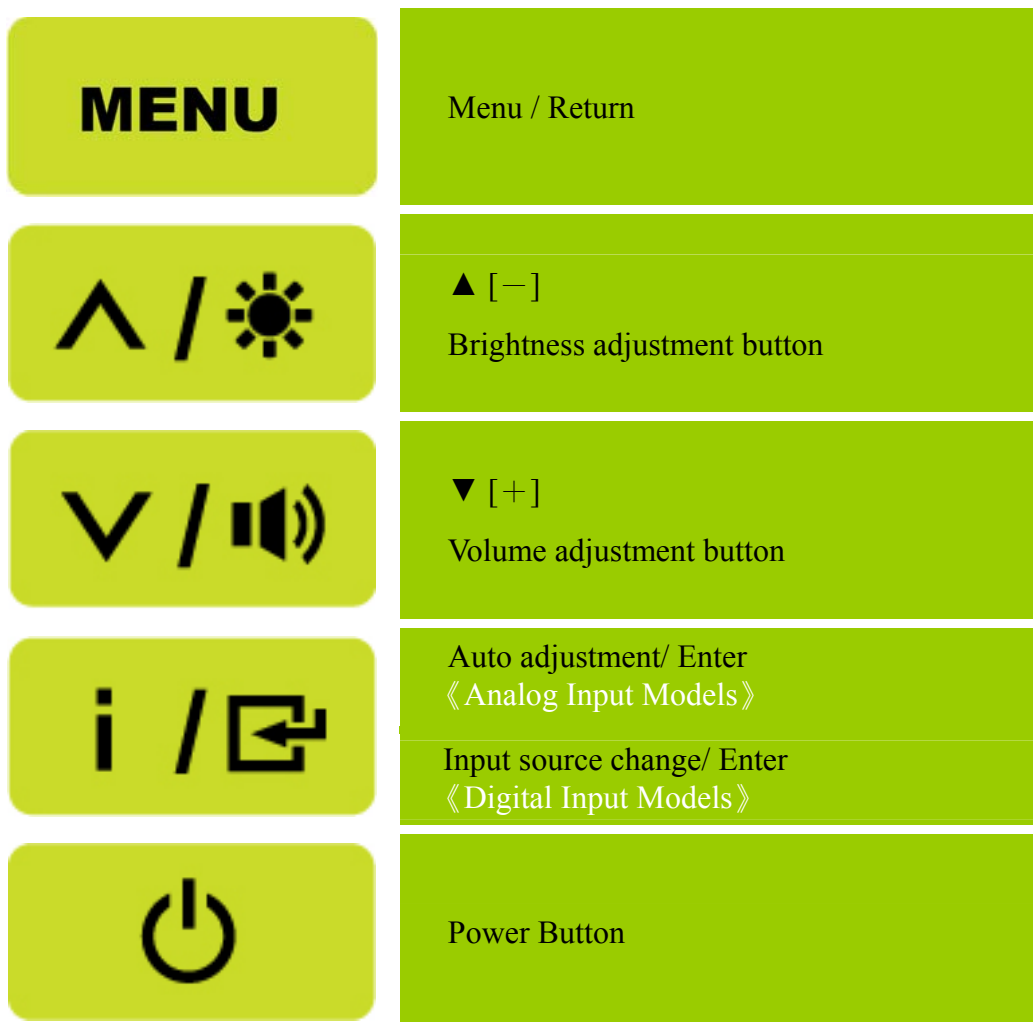 MENU
Menu / Return
∧ /
▲ [－]
Brightness adjustment button
∨ /
▼ [＋]
Volume adjustment button
i /
Auto adjustment/ Enter
《Analog Input Models》
Input source change/ Enter
《Digital Input Models》
Power Button